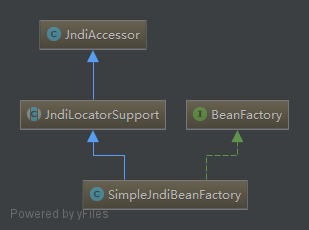 C JndiAccessor
C JndiLocatorSupport
I BeanFactory
C SimpleJndiBeanFactory
Powered by yFiles